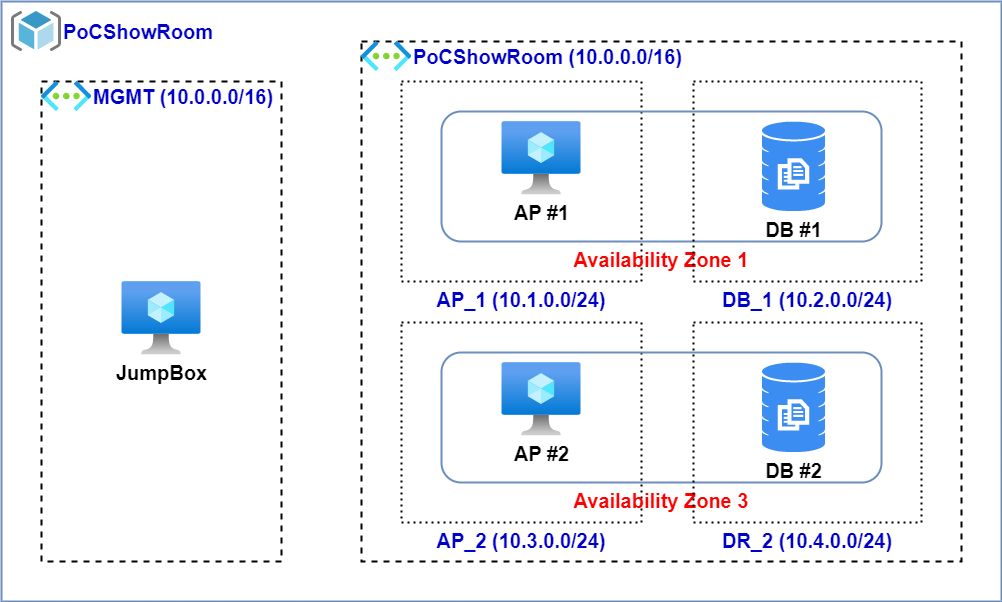 PoCShowRoom
MGMT (10.0.0.0/16)
JumpBox
PoCShowRoom (10.0.0.0/16)
AP #1
DB #1
Availability Zone 1
AP_1 (10.1.0.0/24)
DB_1 (10.2.0.0/24)
AP #2
DB #2
Availability Zone 3
AP_2 (10.3.0.0/24)
DR_2 (10.4.0.0/24)